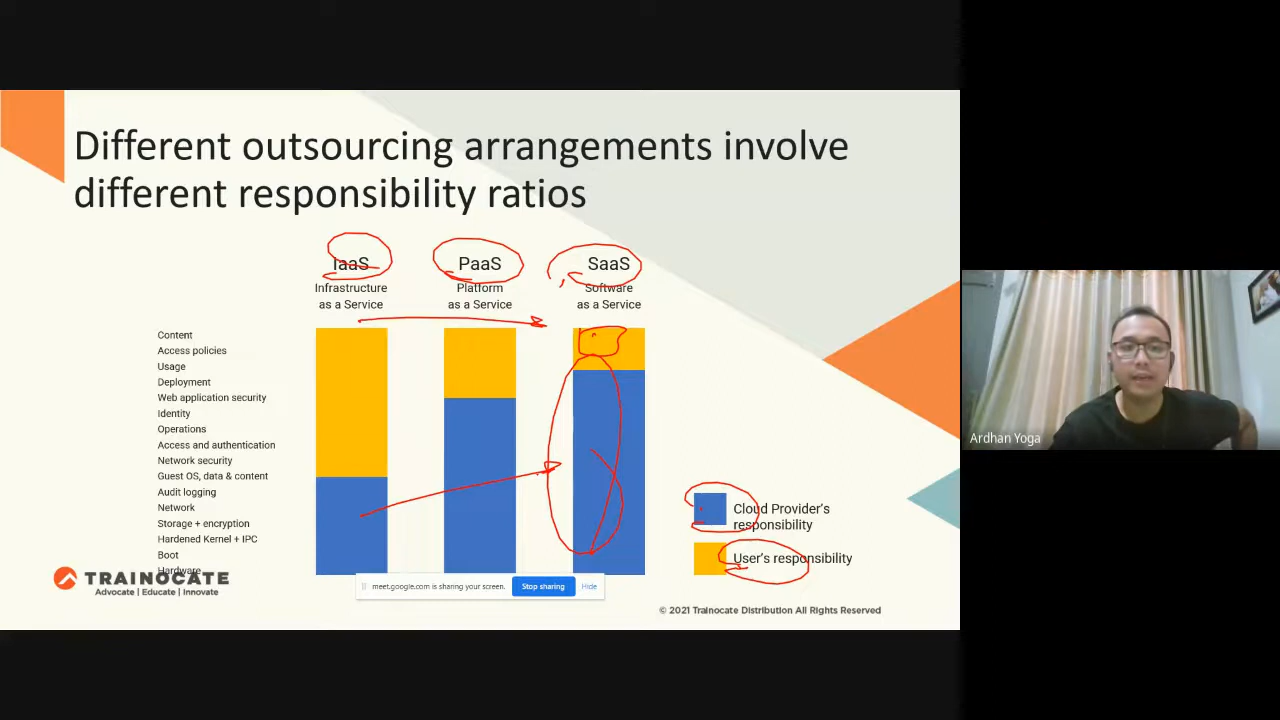 Different outsourcing arrangements involve
different responsibility ratios
IaaS
Infrastructure
as a Service
PaaS
Platform
as a Service
SaaS
Software
as a Service
Content
Access policies
Usage
Deployment
Web application security
Identity
Operations
Access and authentication
Network security
Guest OS, data & content
Audit logging
Network
Storage + encryption
Hardened Kernel + IPC
Boot
Hardware
Cloud Provider's
responsibility
User's responsibility
TRAINOCATE
Advocate | Educate | Innovate
meet.google.com is sharing your screen.
Stop sharing
Hide
© 2021 Trainocate Distribution All Rights Reserved
Ardhan Yoga